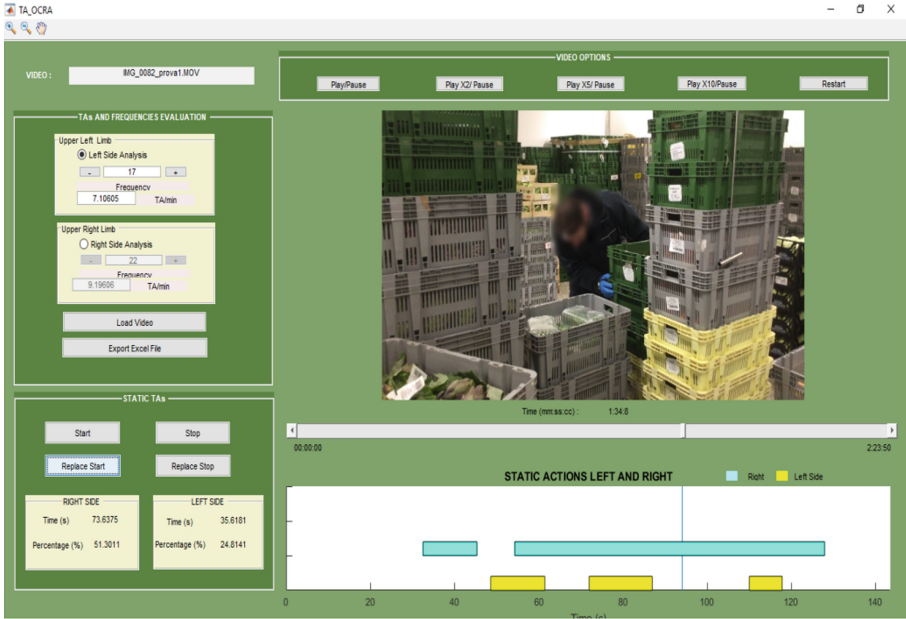 TA_OCRA
VIDEO :
IMG_0082_prova1.MOV
VIDEO OPTIONS
Play/Pause
Play X2/ Pause
Play X5/ Pause
Play X10/Pause
Restart
TAs AND FREQUENCIES EVALUATION
Upper Left Limb
Left Side Analysis
- 17 +
Frequency
7.10605 TA/min
Upper Right Limb
Right Side Analysis
- 22 +
Frequency
9.19606 TA/min
Load Video
Export Excel File
Time (mm:ss.cc) : 1:34:8
00:00:00 2:23:50
STATIC TAs
Start Stop
Replace Start Replace Stop
RIGHT SIDE
Time (s) 73.6375
Percentage (%) 51.3011
LEFT SIDE
Time (s) 35.6181
Percentage (%) 24.8141
STATIC ACTIONS LEFT AND RIGHT
Right Left Side
0 20 40 60 80 100 120 140
Time (s)